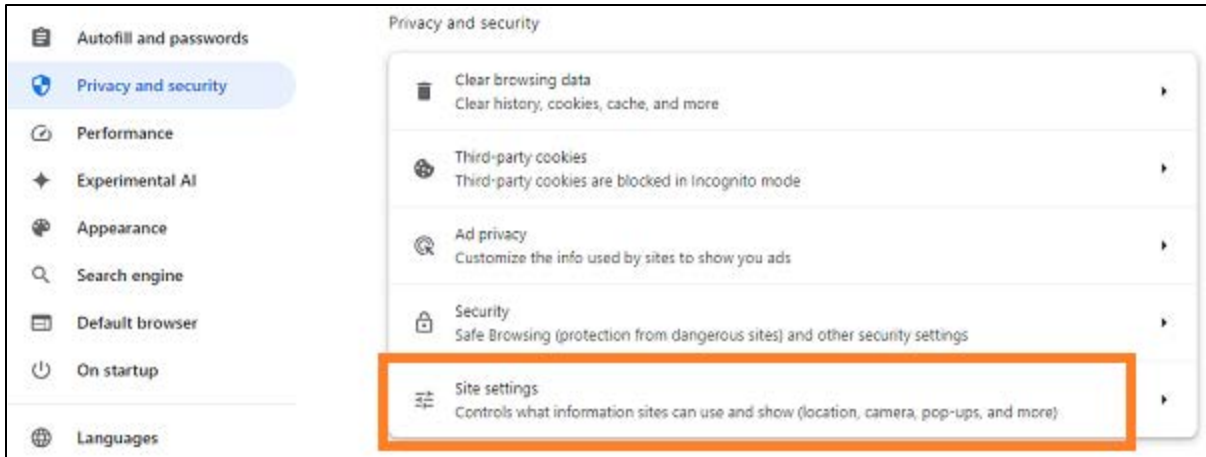 Autofill and passwords
Privacy and security
Performance
Experimental AI
Appearance
Search engine
Default browser
On startup
Languages
Privacy and security
Clear browsing data
Clear history, cookies, cache, and more
Third-party cookies
Third-party cookies are blocked in Incognito mode
Ad privacy
Customize the info used by sites to show you ads
Security
Safe Browsing (protection from dangerous sites) and other security settings
Site settings
Controls what information sites can use and show (location, camera, pop-ups, and more)